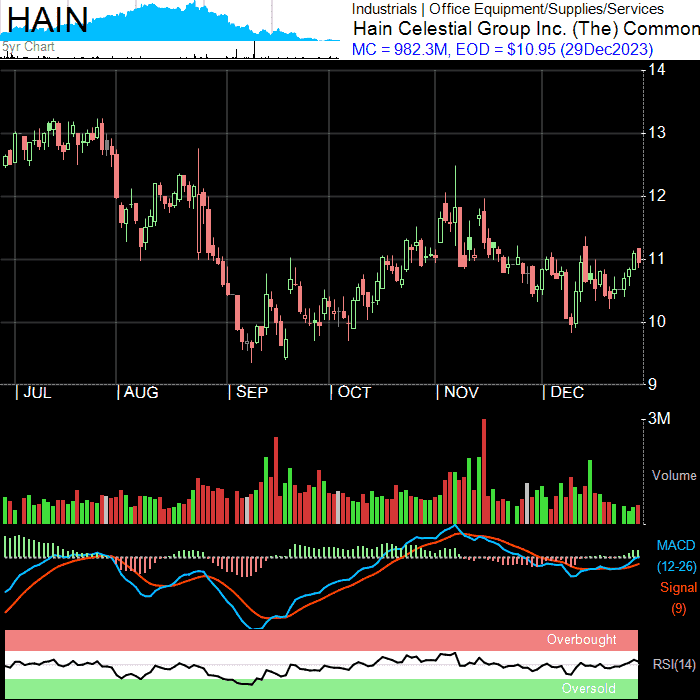 HAIN
5yr Chart
Industrials | Office Equipment/Supplies/Services
Hain Celestial Group Inc. (The) Common
MC = 982.3M, EOD = $10.95 (29Dec2023)
14
13
12
11
10
9
JUL AUG SEP OCT NOV DEC
3M
Volume
MACD
(12-26)
Signal
(9)
Overbought
RSI(14)
Oversold